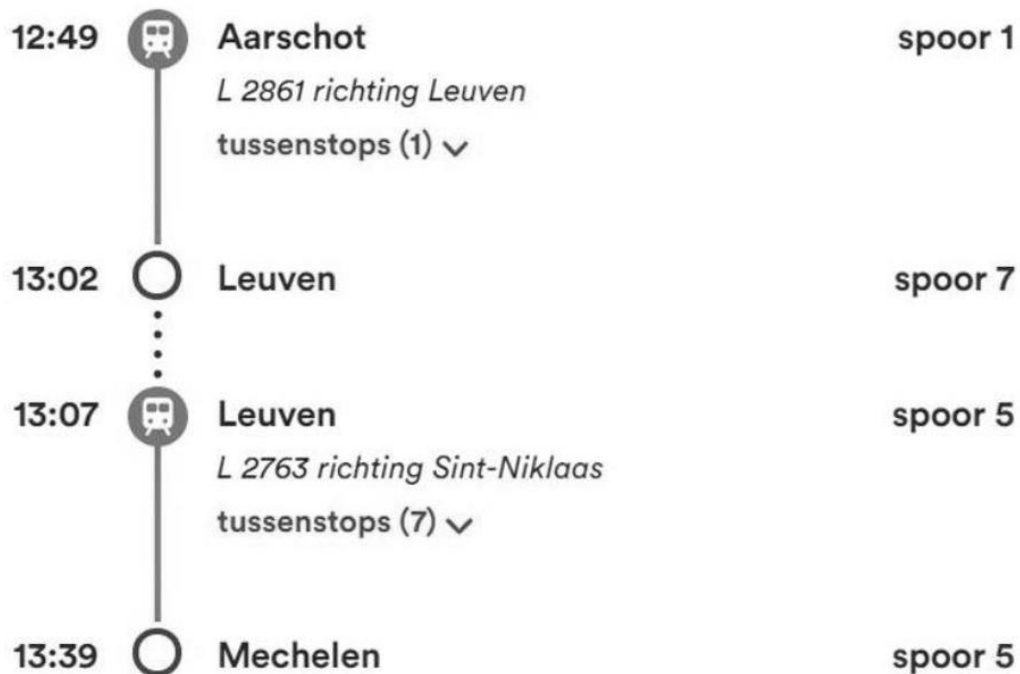 12:49 Aarschot spoor 1
L 2861 richting Leuven
tussenstops (1)
13:02 Leuven spoor 7
13:07 Leuven spoor 5
L 2763 richting Sint-Niklaas
tussenstops (7)
13:39 Mechelen spoor 5